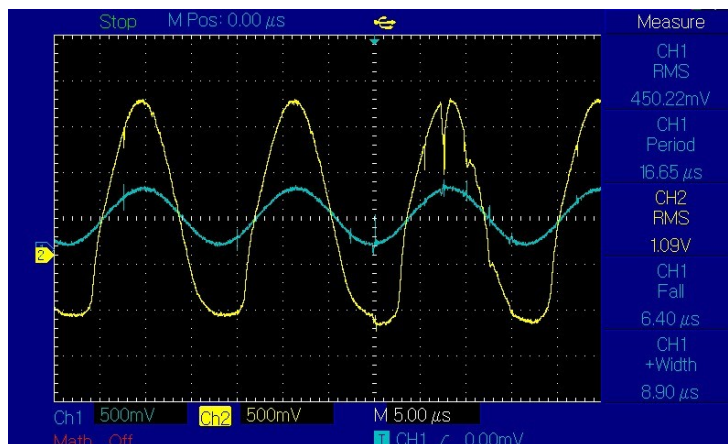 Stop M Pos: 0.00 μs
Measure
CH1
RMS
450.22mV
CH1
Period
16.65 μs
CH2
RMS
1.09V
CH1
Fall
6.40 μs
CH1
+Width
8.90 μs
2
Ch1 500mV Ch2 500mV M 5.00 μs
Math Off T CH1 0.00mV